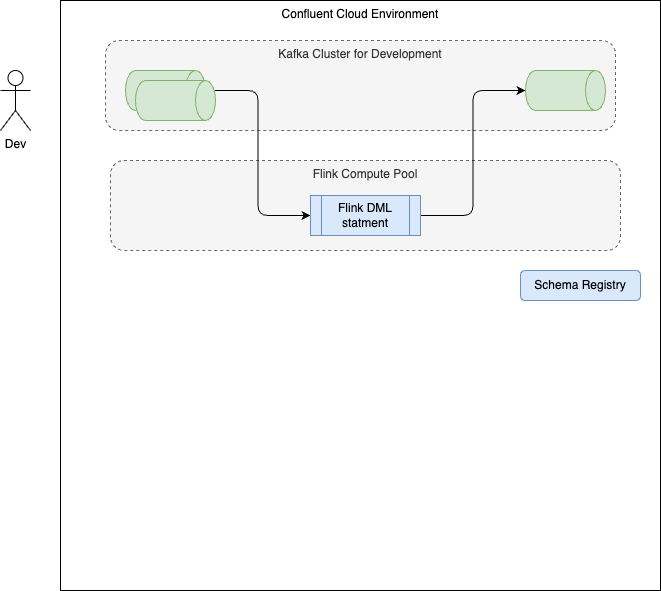 Confluent Cloud Environment
Kafka Cluster for Development
Dev
Flink Compute Pool
Flink DML
statment
Schema Registry